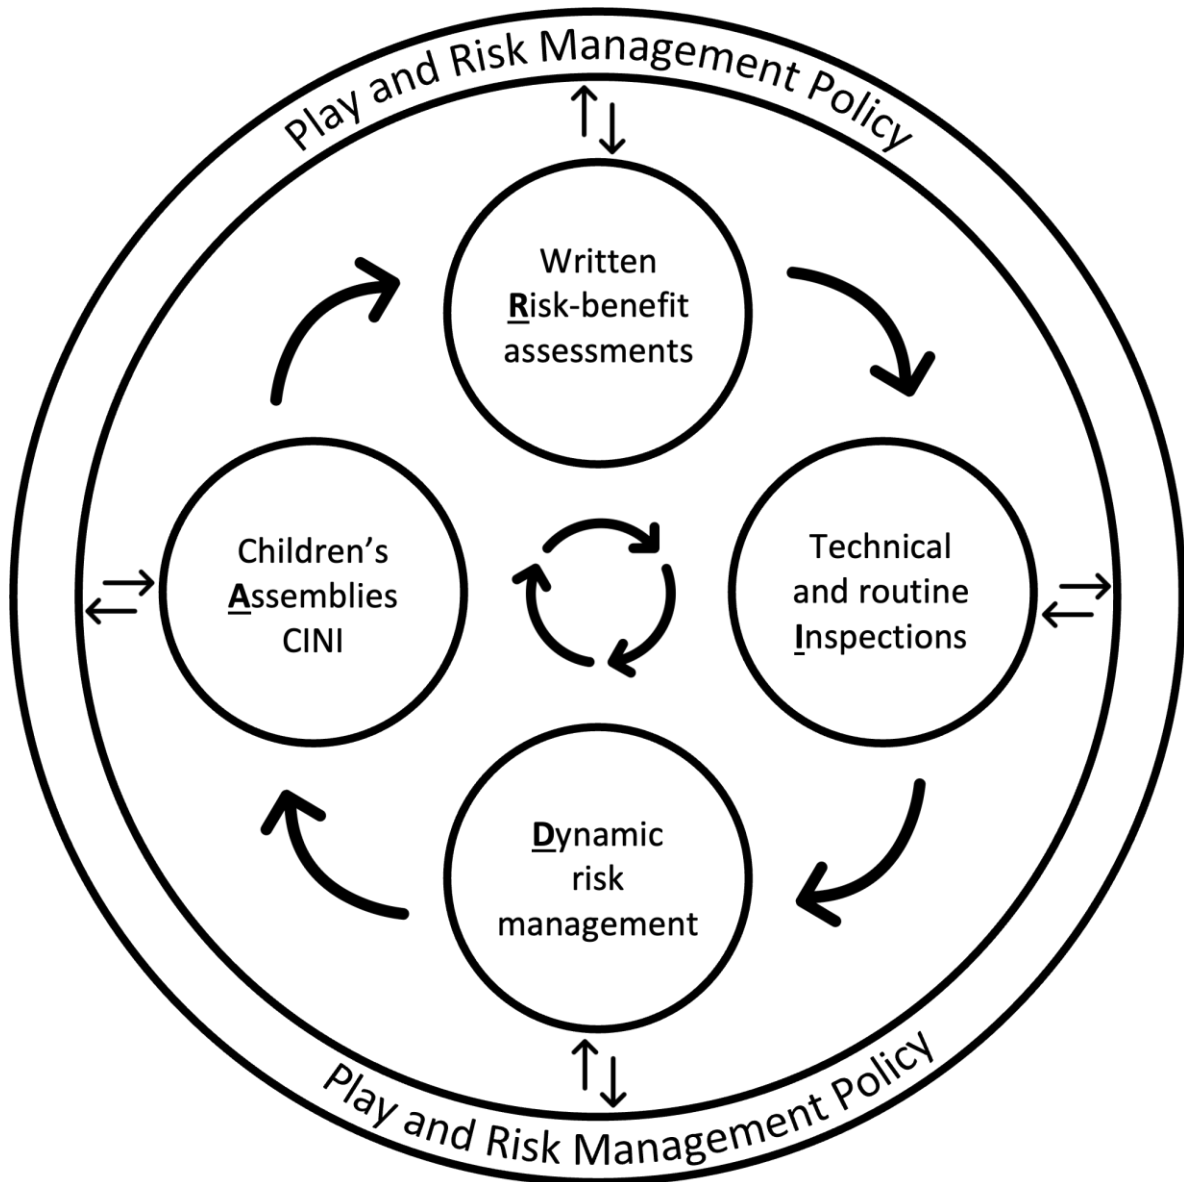 Play and Risk Management Policy
Written
Risk-benefit
assessments
Children’s
Assemblies
CINI
Technical
and routine
Inspections
Dynamic
risk
management
Play and Risk Management Policy